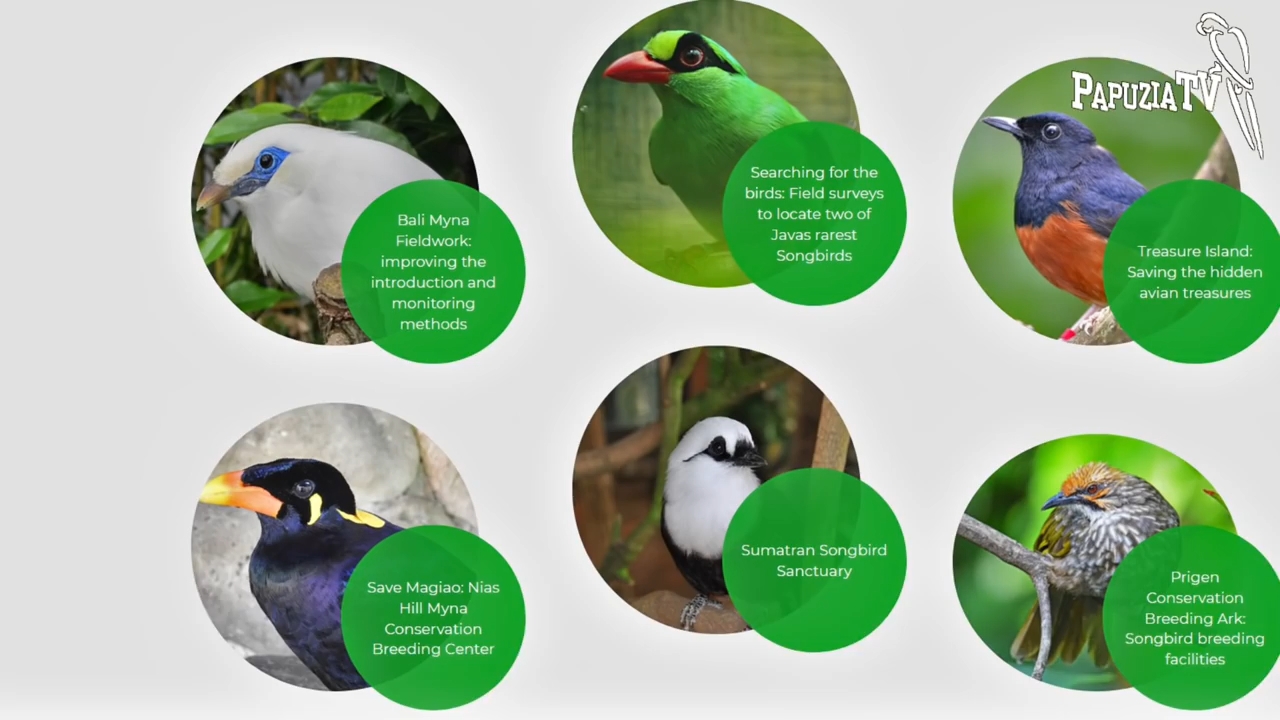 PAPUZIATV
Bali Myna
Fieldwork:
improving the
introduction and
monitoring
methods
Searching for the
birds: Field surveys
to locate two of
Javas rarest
Songbirds
Treasure Island:
Saving the hidden
avian treasures
Save Magiao: Nias
Hill Myna
Conservation
Breeding Center
Sumatran Songbird
Sanctuary
Prigen
Conservation
Breeding Ark:
Songbird breeding
facilities